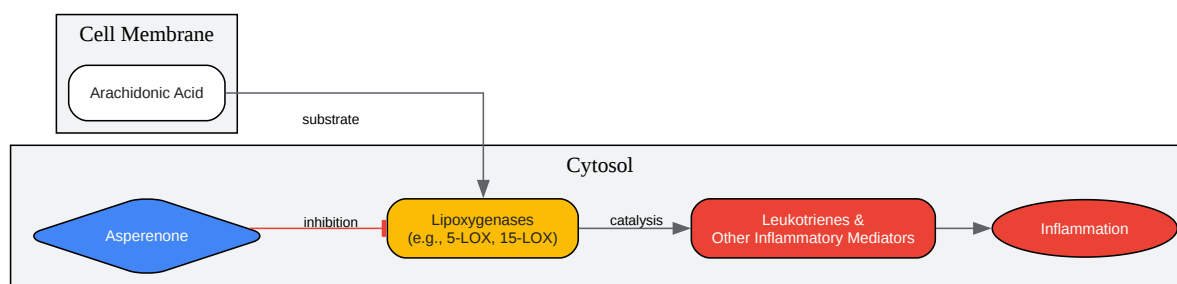 Cell Membrane
Arachidonic Acid
substrate
Cytosol
Asperenone
inhibition
Lipoxygenases
(e.g., 5-LOX, 15-LOX)
catalysis
Leukotrienes &
Other Inflammatory Mediators
Inflammation